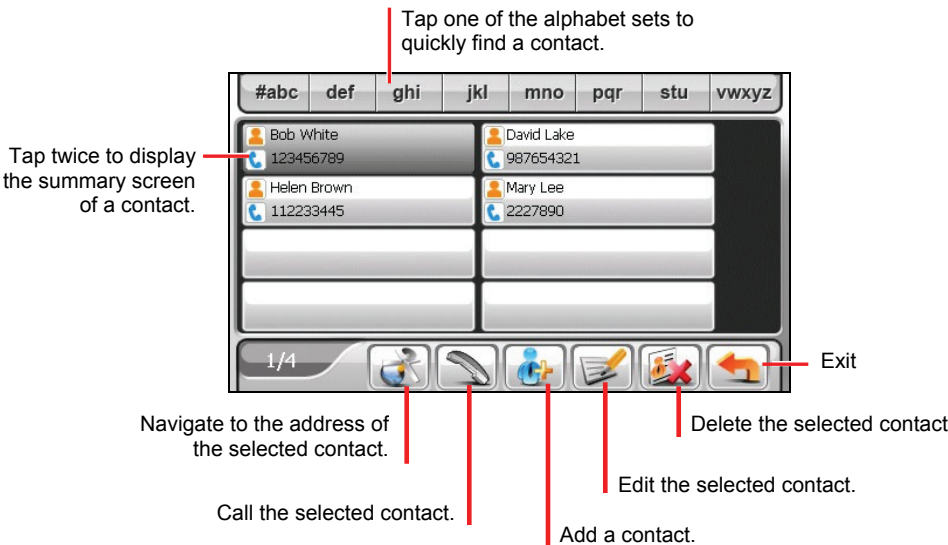 Tap one of the alphabet sets to
quickly find a contact.
#abc def ghi jkl mno pqr stu vwxyz
Tap twice to display
the summary screen
of a contact.
Bob White
123456789
David Lake
987654321
Helen Brown
112233445
Mary Lee
2227890
1/4
Exit
Navigate to the address of
the selected contact.
Delete the selected contact
Call the selected contact.
Edit the selected contact.
Add a contact.